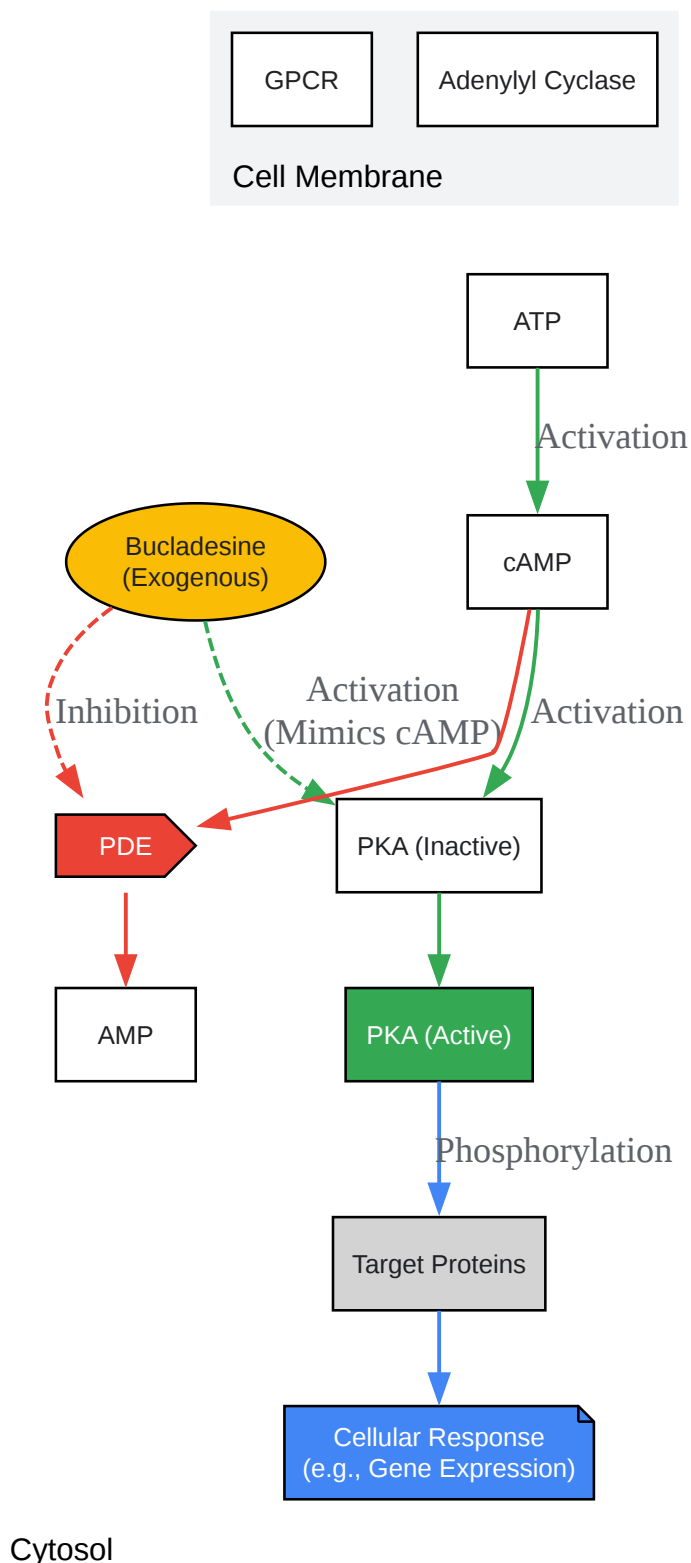 GPCR
Adenylyl Cyclase
Cell Membrane
ATP
Activation
Bucladesine
(Exogenous)
cAMP
Inhibition
Activation
(Mimics cAMP)
Activation
PDE
PKA (Inactive)
AMP
PKA (Active)
Phosphorylation
Target Proteins
Cellular Response
(e.g., Gene Expression)
Cytosol